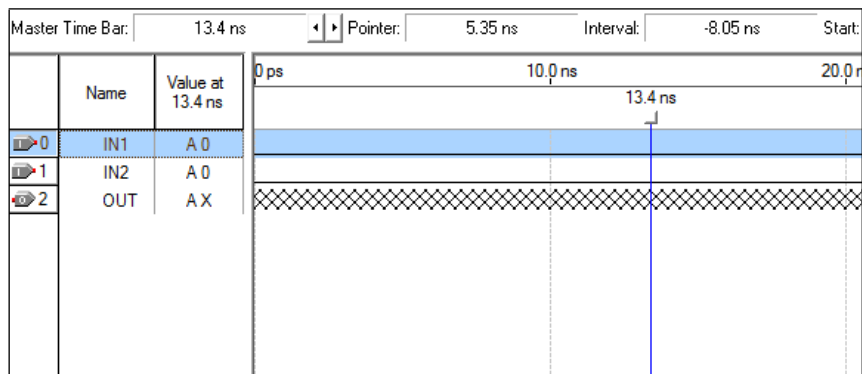 Master Time Bar: 13.4 ns Pointer: 5.35 ns Interval: -8.05 ns Start:
Name Value at 13.4 ns 0 ps 10.0 ns 20.0 n
13.4 ns
0 IN1 A 0
1 IN2 A 0
2 OUT A X